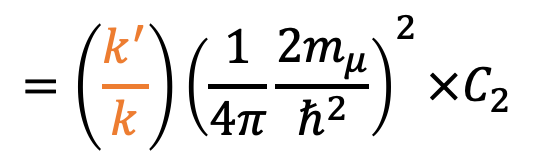 = (k′/k) (1/4π 2m_μ/ħ²)² ×C₂